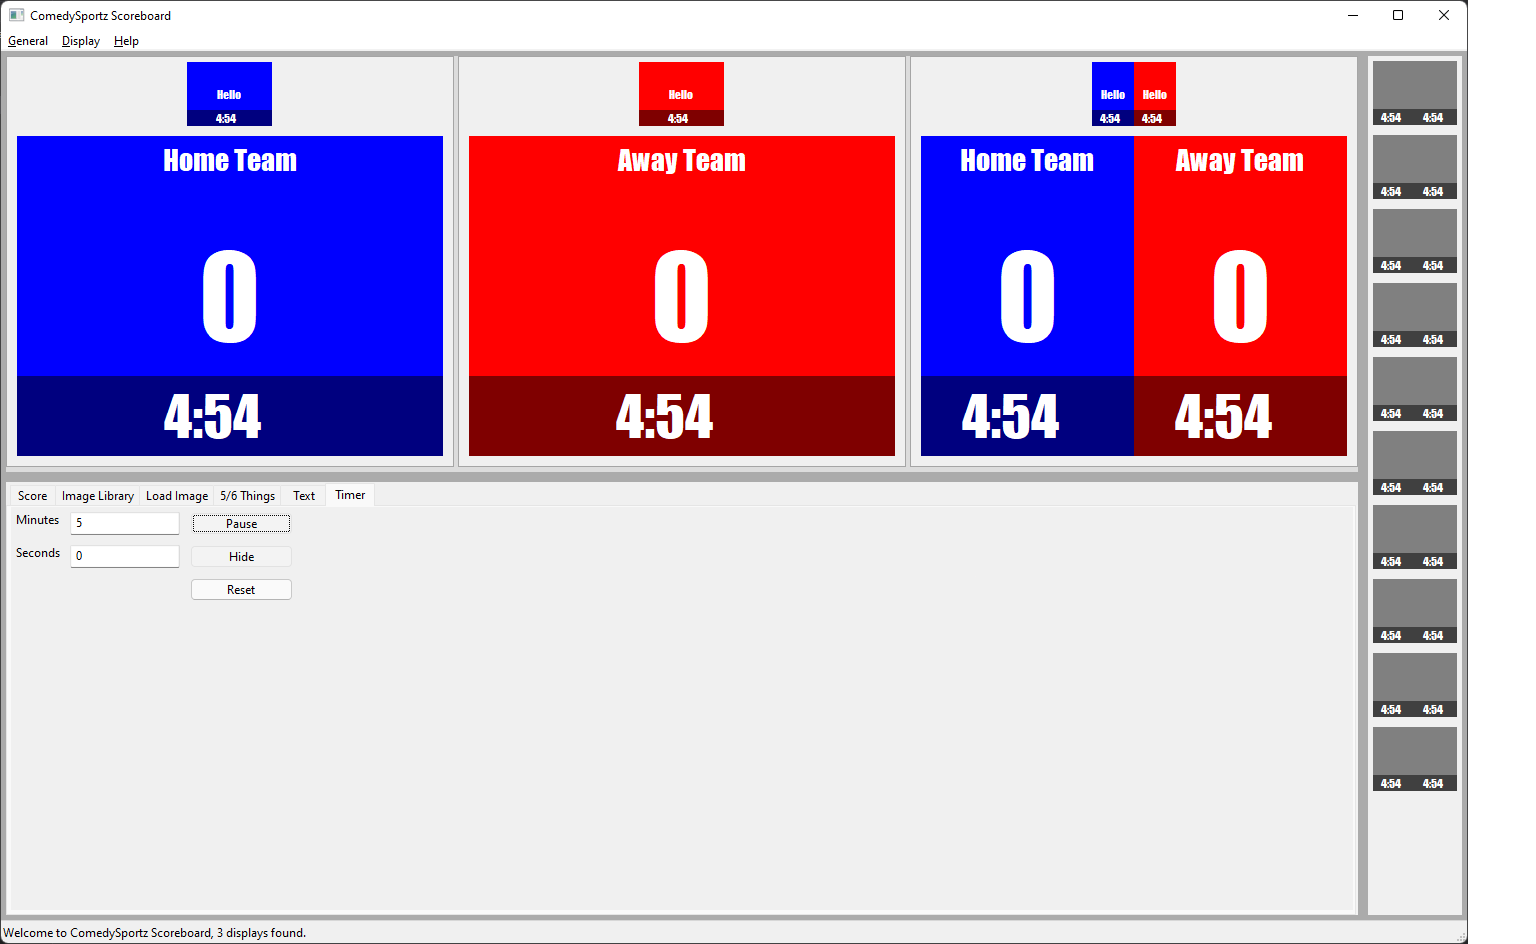 ComedySportz Scoreboard
General Display Help
Hello
4:54
Home Team
0
4:54
Hello
4:54
Away Team
0
4:54
Hello Hello
4:54 4:54
Home Team Away Team
0 0
4:54 4:54
4:54 4:54
4:54 4:54
4:54 4:54
4:54 4:54
4:54 4:54
4:54 4:54
4:54 4:54
4:54 4:54
4:54 4:54
4:54 4:54
Score Image Library Load Image 5/6 Things Text Timer
Minutes 5 Pause
Seconds 0 Hide
Reset
Welcome to ComedySportz Scoreboard, 3 displays found.